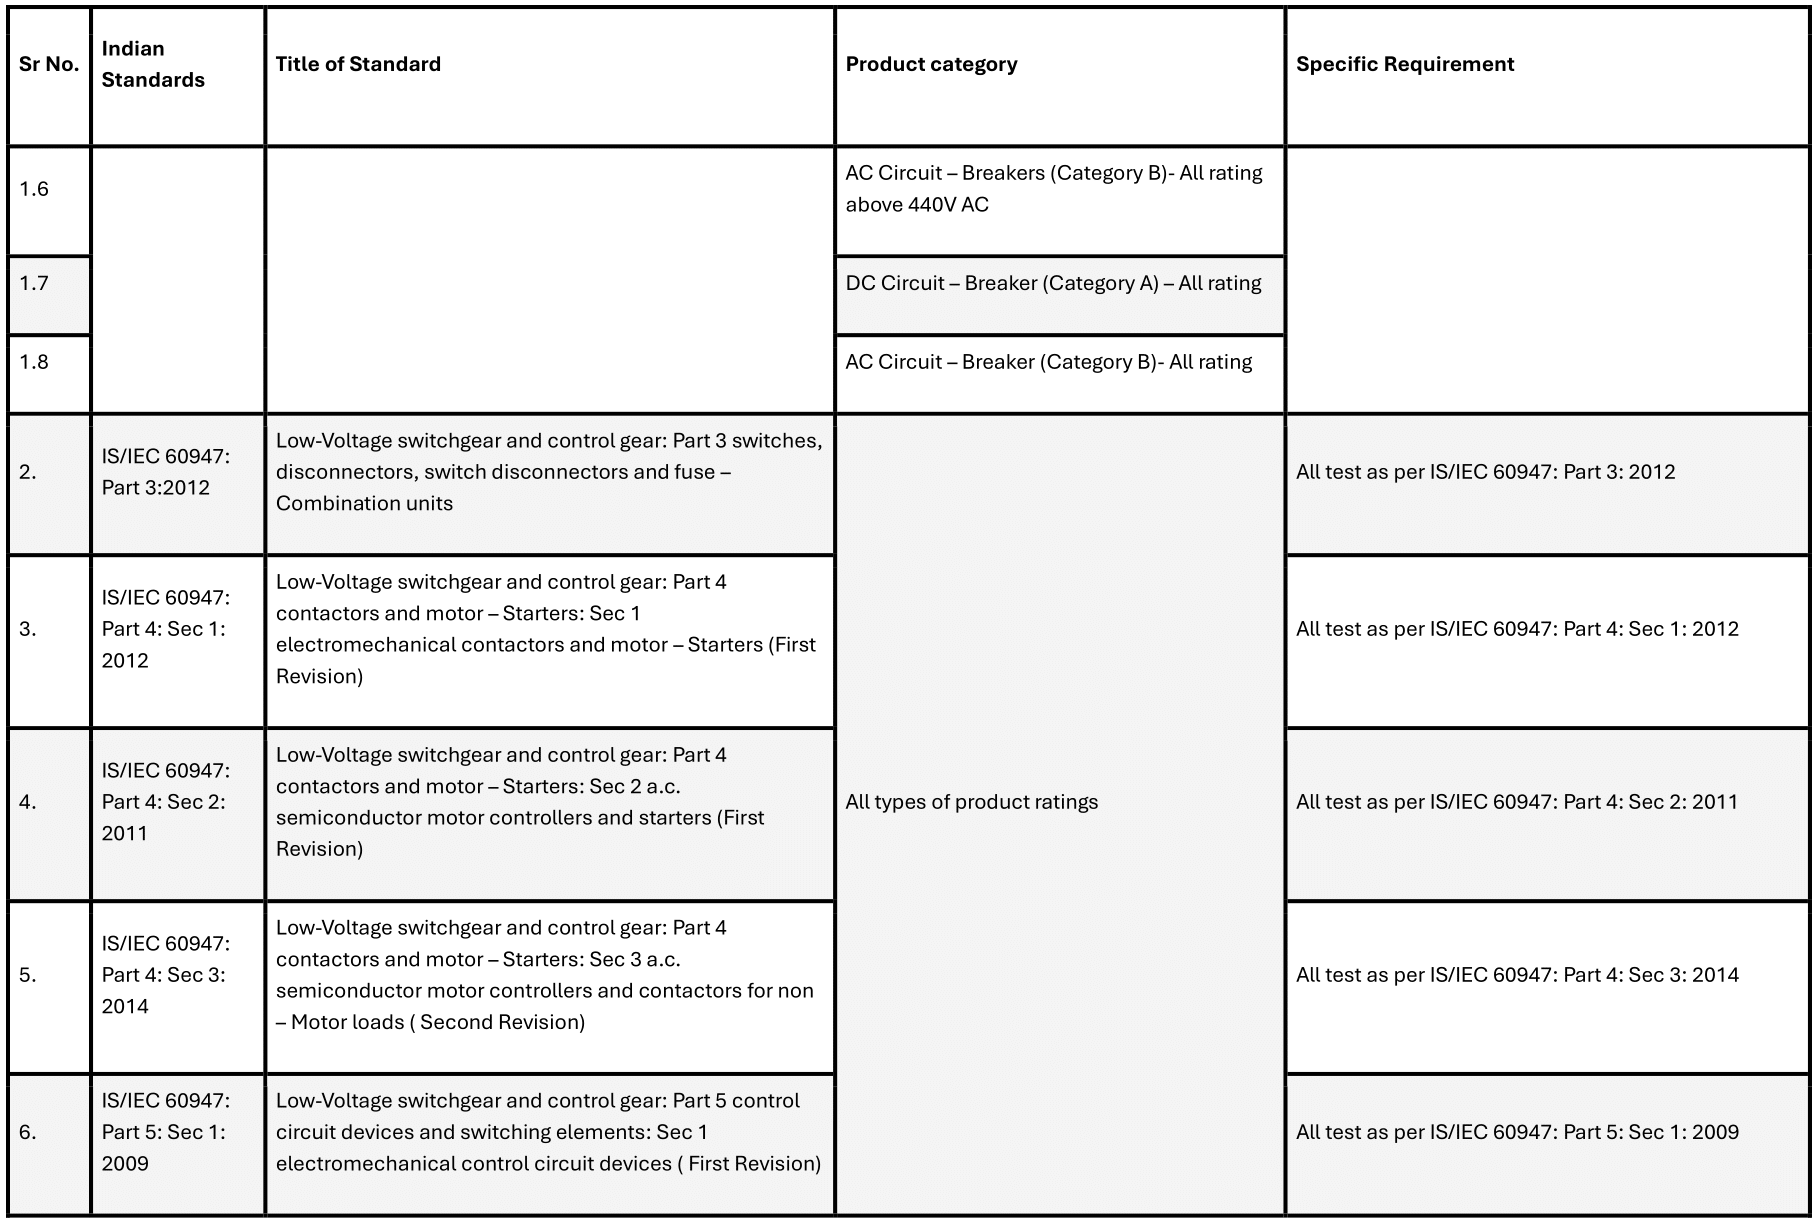 Sr No.
Indian
Standards
Title of Standard
Product category
Specific Requirement
1.6
AC Circuit – Breakers (Category B)- All rating
above 440V AC
1.7
DC Circuit – Breaker (Category A) – All rating
1.8
AC Circuit – Breaker (Category B)- All rating
2.
IS/IEC 60947:
Part 3:2012
Low-Voltage switchgear and control gear: Part 3 switches,
disconnectors, switch disconnectors and fuse –
Combination units
All types of product ratings
All test as per IS/IEC 60947: Part 3: 2012
3.
IS/IEC 60947:
Part 4: Sec 1:
2012
Low-Voltage switchgear and control gear: Part 4
contactors and motor – Starters: Sec 1
electromechanical contactors and motor – Starters (First
Revision)
All test as per IS/IEC 60947: Part 4: Sec 1: 2012
4.
IS/IEC 60947:
Part 4: Sec 2:
2011
Low-Voltage switchgear and control gear: Part 4
contactors and motor – Starters: Sec 2 a.c.
semiconductor motor controllers and starters (First
Revision)
All test as per IS/IEC 60947: Part 4: Sec 2: 2011
5.
IS/IEC 60947:
Part 4: Sec 3:
2014
Low-Voltage switchgear and control gear: Part 4
contactors and motor – Starters: Sec 3 a.c.
semiconductor motor controllers and contactors for non
– Motor loads ( Second Revision)
All test as per IS/IEC 60947: Part 4: Sec 3: 2014
6.
IS/IEC 60947:
Part 5: Sec 1:
2009
Low-Voltage switchgear and control gear: Part 5 control
circuit devices and switching elements: Sec 1
electromechanical control circuit devices ( First Revision)
All test as per IS/IEC 60947: Part 5: Sec 1: 2009